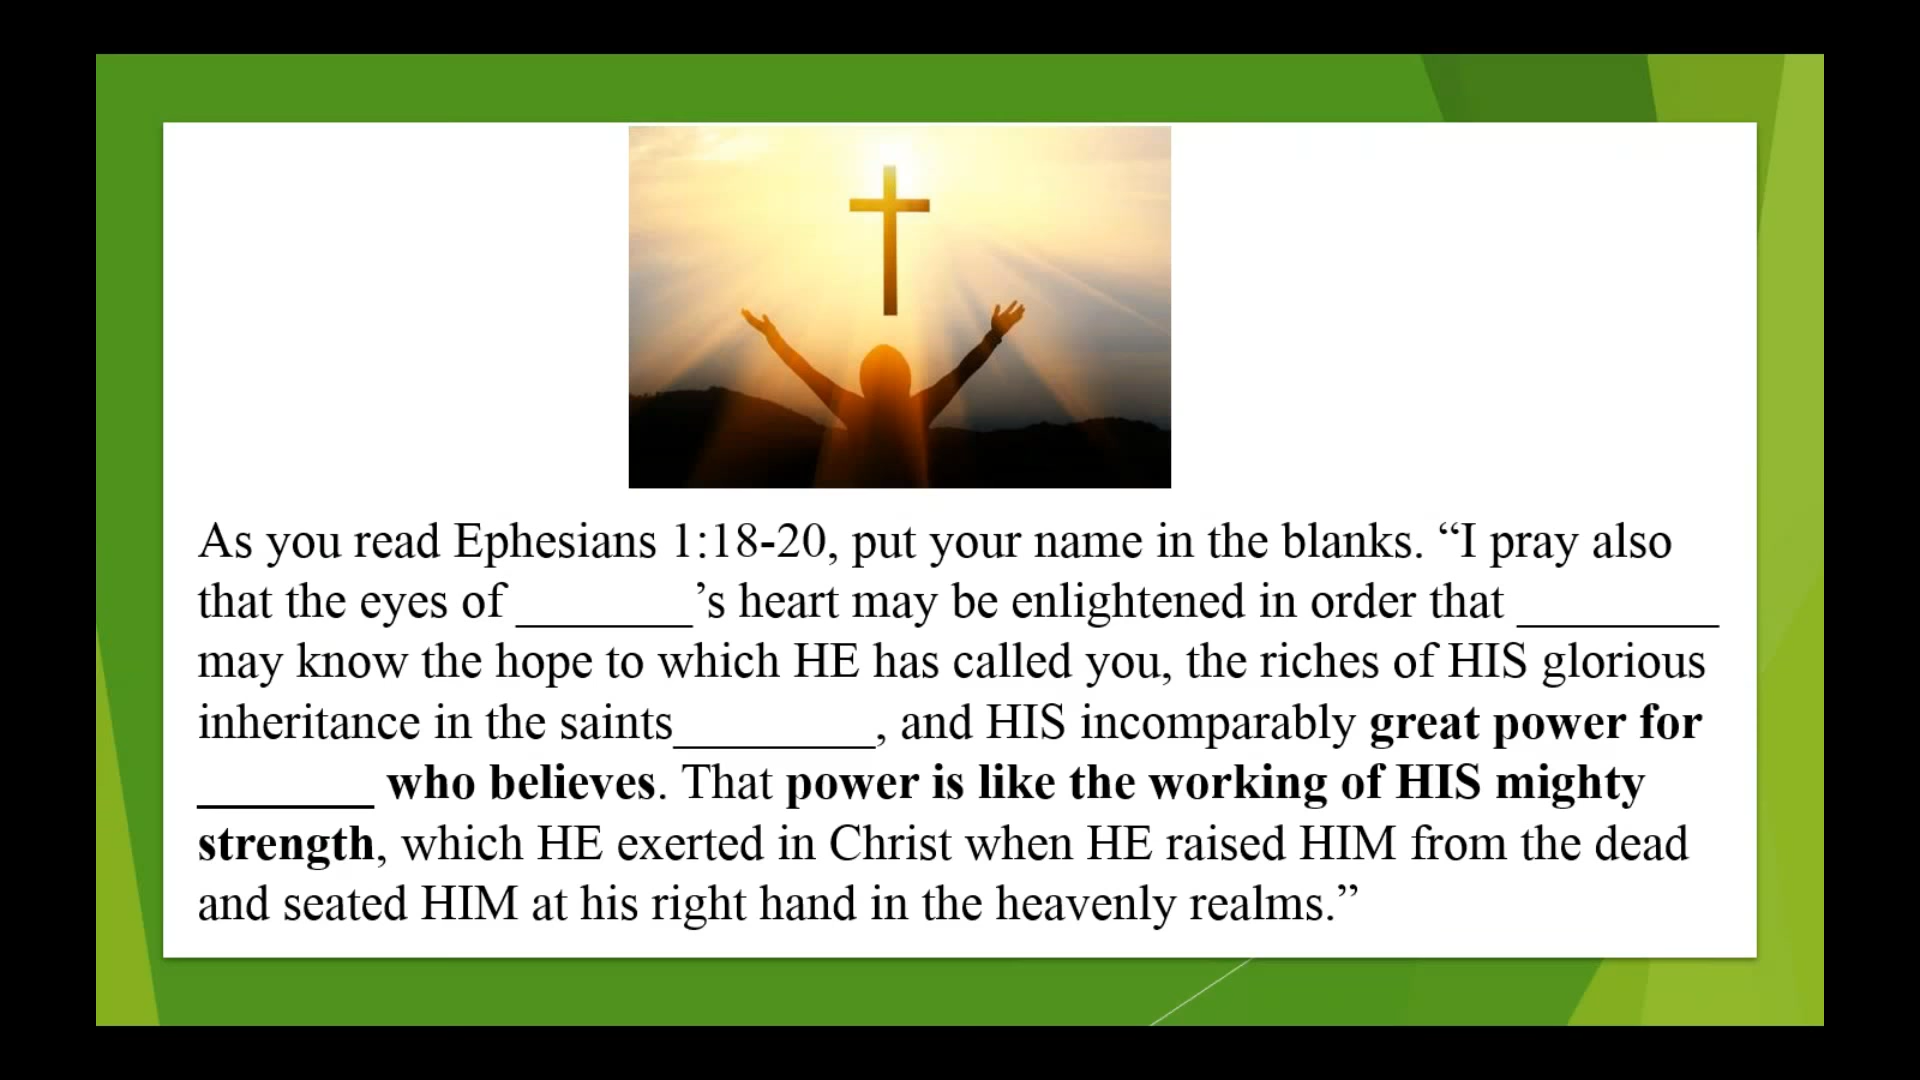 As you read Ephesians 1:18-20, put your name in the blanks. “I pray also
that the eyes of _______’s heart may be enlightened in order that ________
may know the hope to which HE has called you, the riches of HIS glorious
inheritance in the saints________, and HIS incomparably great power for
_______ who believes. That power is like the working of HIS mighty
strength, which HE exerted in Christ when HE raised HIM from the dead
and seated HIM at his right hand in the heavenly realms.”